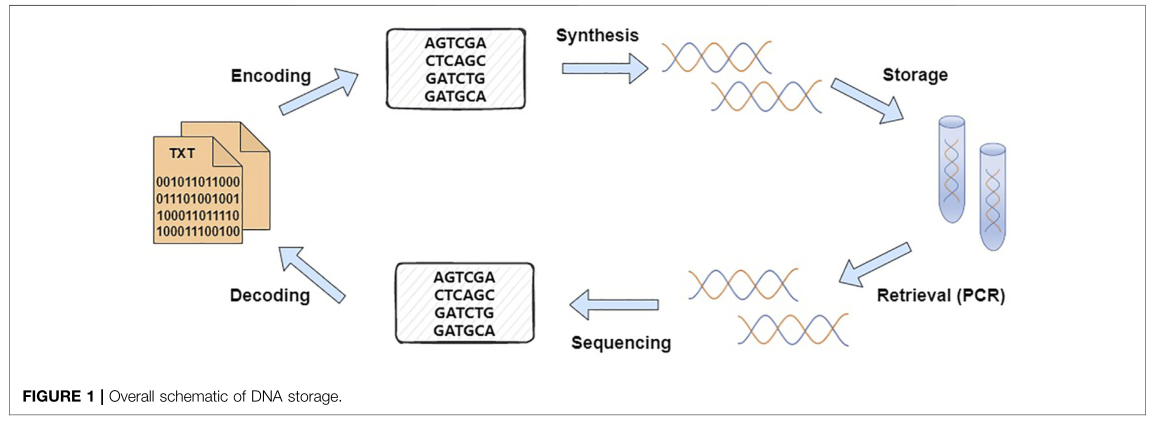 Encoding
AGTCGA
CTCAGC
GATCTG
GATGCA
Synthesis
Storage
TXT
001011011000
011101001001
100011011110
100011100100
Decoding
AGTCGA
CTCAGC
GATCTG
GATGCA
Sequencing
Retrieval (PCR)
FIGURE 1 | Overall schematic of DNA storage.